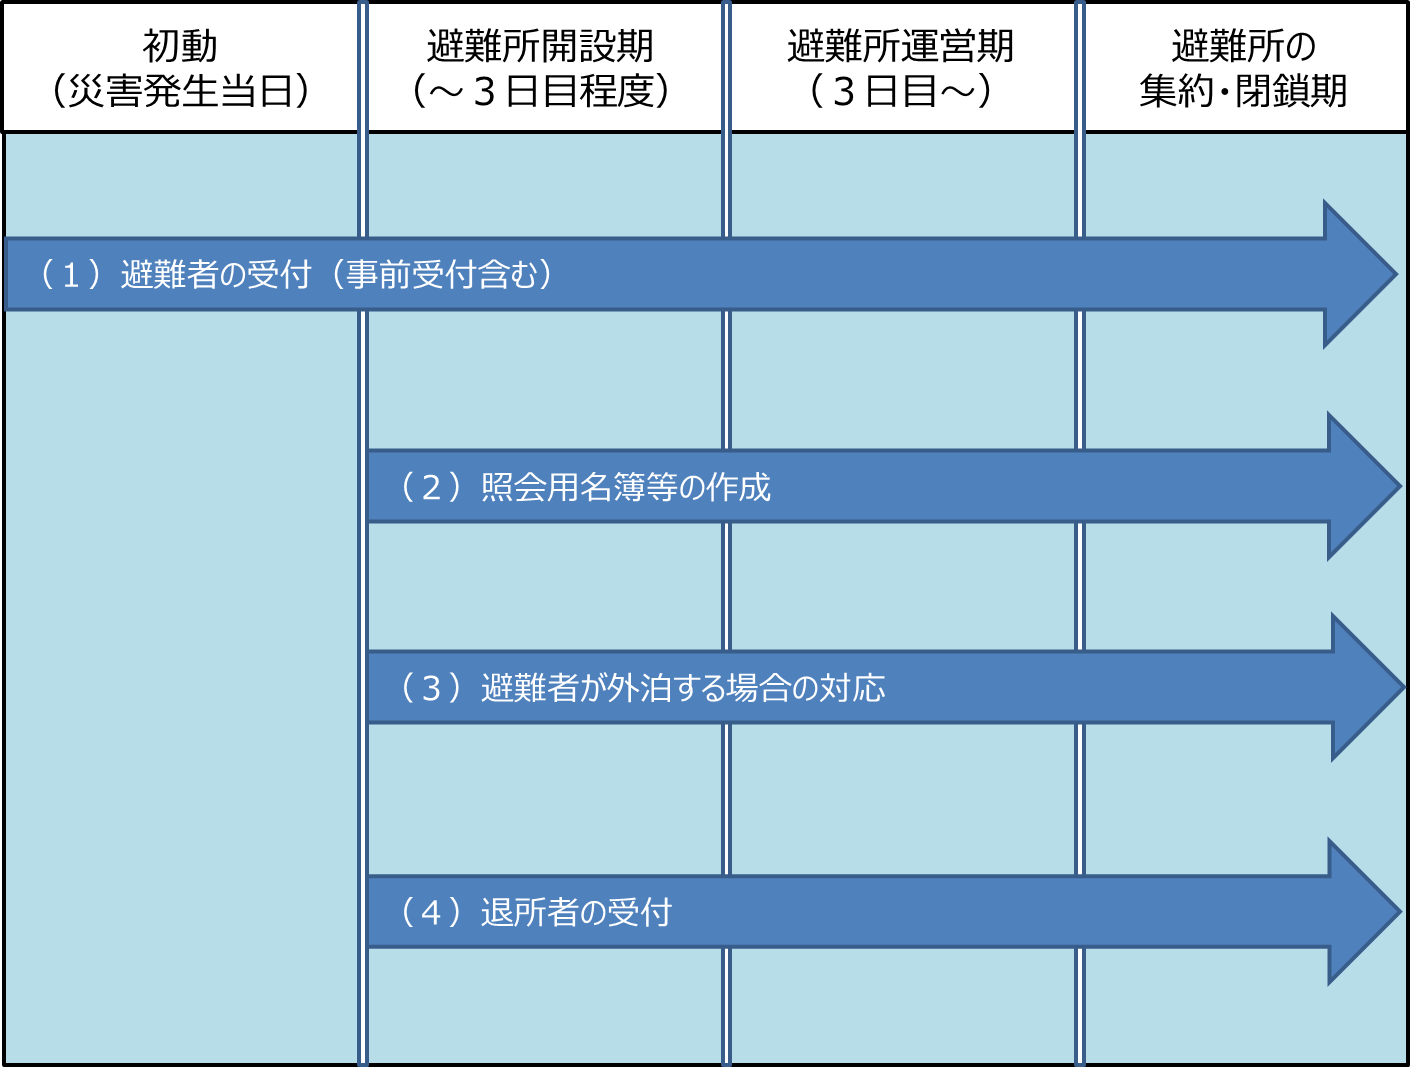 初動
（災害発生当日）
避難所開設期
（～３日目程度）
避難所運営期
（３日目～）
避難所の
集約・閉鎖期
（１）避難者の受付（事前受付含む）
（２）照会用名簿等の作成
（３）避難者が外泊する場合の対応
（４）退所者の受付